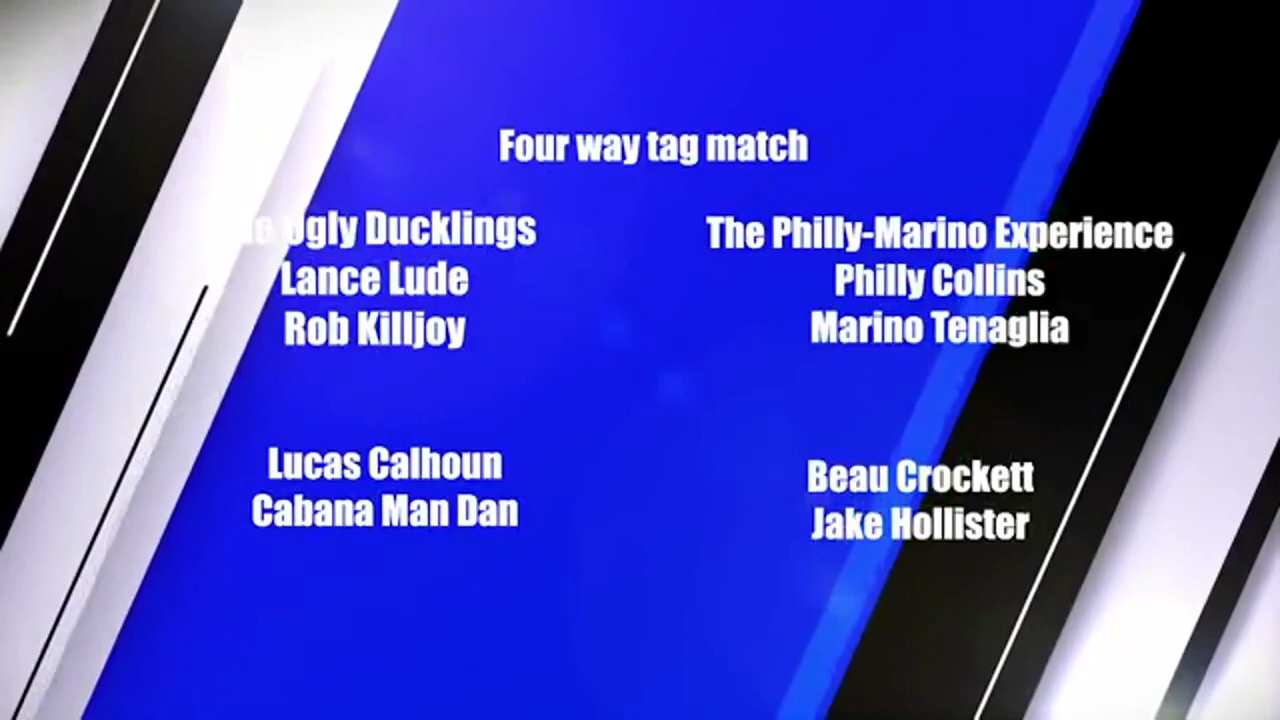 Four way tag match
The Ugly Ducklings
Lance Lude
Rob Killjoy
The Philly-Marino Experience
Philly Collins
Marino Tenaglia
Lucas Calhoun
Cabana Man Dan
Beau Crockett
Jake Hollister